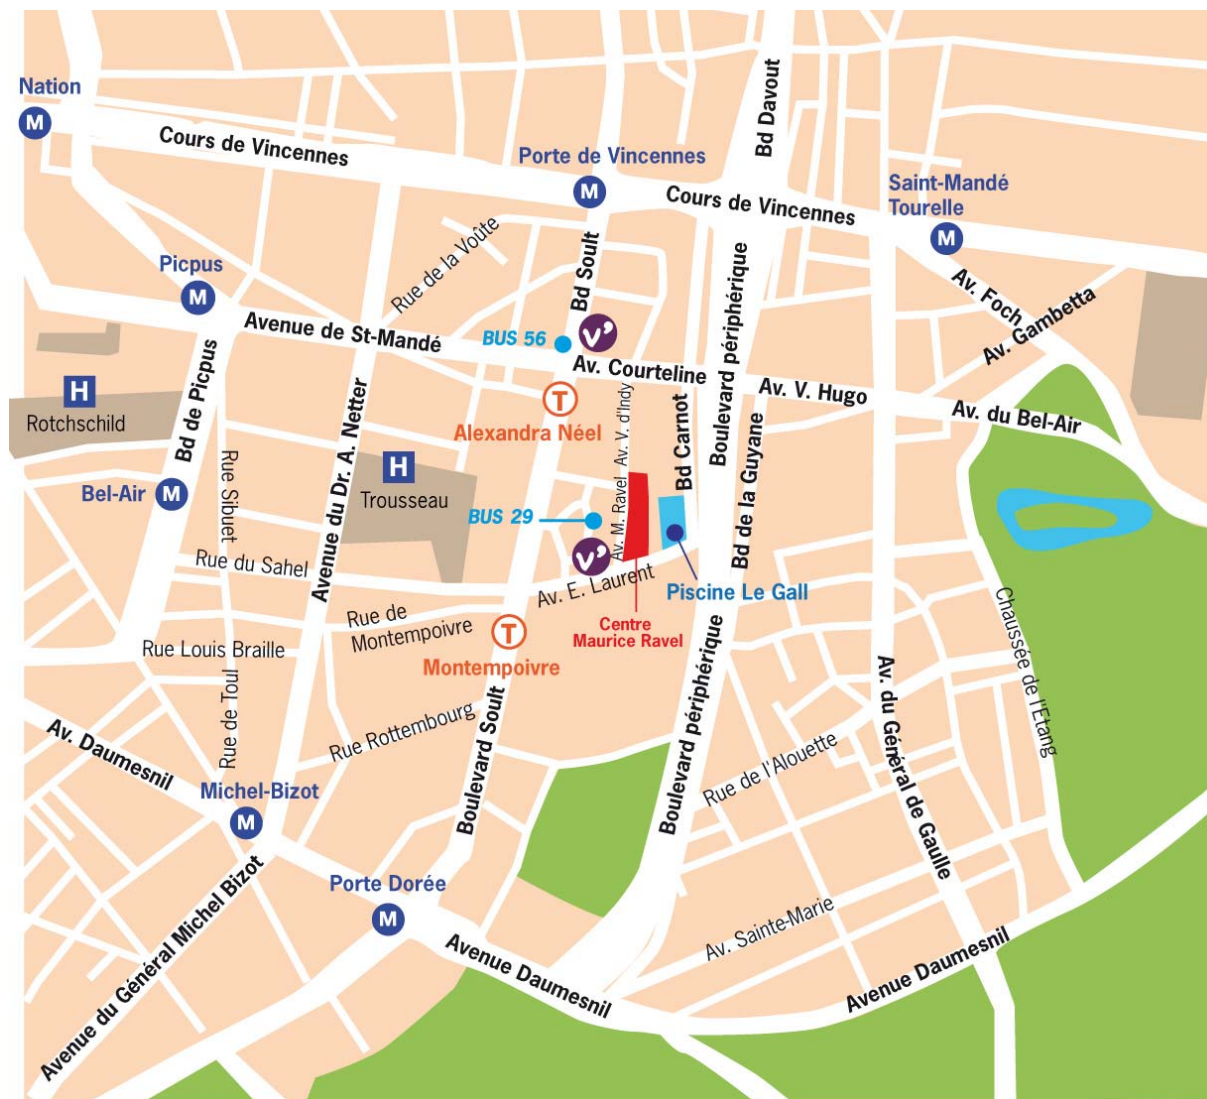 Nation
M
Cours de Vincennes
Porte de Vincennes
M
Bd Davout
Cours de Vincennes
Saint-Mandé
Tourelle
M
Picpus
M
Rue de la Voûte
Bd Soult
Boulevard périphérique
Av. Foch
Av. Gambetta
Avenue de St-Mandé
BUS 56
v'
Av. Courteline
Av. V. Hugo
Av. du Bel-Air
H
Rotchschild
Bd de Picpus
Avenue du Dr. A. Netter
T
Alexandra Néel
Av. V. d'Indy
Bd Carnot
Bd de la Guyane
Bel-Air
M
Rue Sibuet
H
Trousseau
BUS 29
Av. M. Ravel
v'
Rue du Sahel
Av. E. Laurent
Piscine Le Gall
Rue de
Montempoivre
T
Montempoivre
Centre
Maurice Ravel
Chaussée de l'Etang
Rue Louis Braille
Rue de Toul
Rue Rottembourg
Boulevard Soult
Boulevard périphérique
Rue de l'Alouette
Av. du Général de Gaulle
Av. Daumesnil
Michel-Bizot
M
Porte Dorée
M
Avenue du Général Michel Bizot
Avenue Daumesnil
Av. Sainte-Marie
Avenue Daumesnil